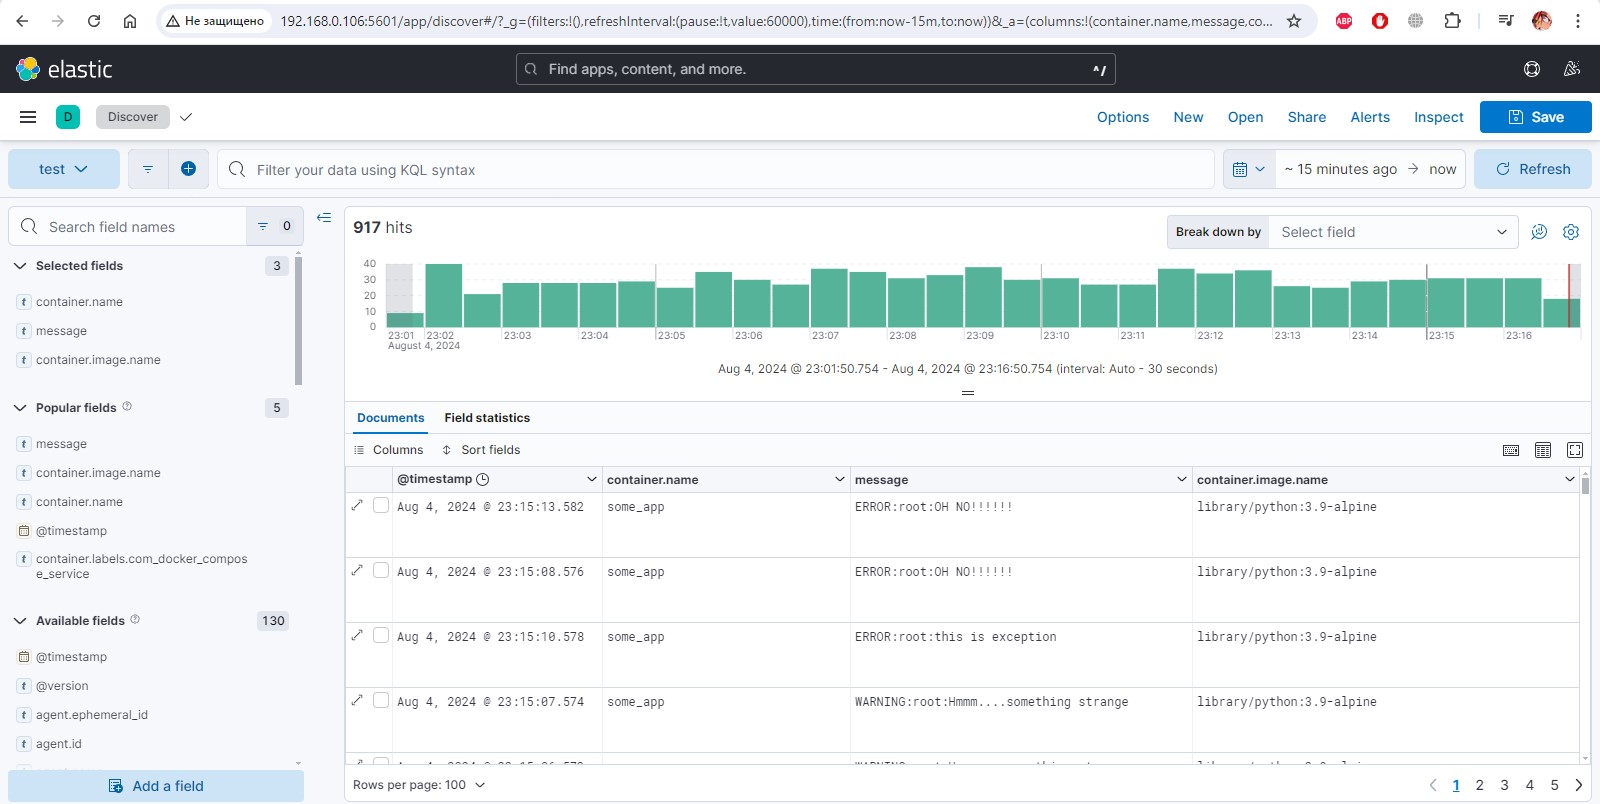 Не защищено
192.168.0.106:5601/app/discover#/?_g=(filters:!(),refreshInterval:(pause:!t,value:60000),time:(from:now-15m,to:now))&_a=(columns:!(container.name,message,co...
ABP
elastic
Find apps, content, and more.
^/
D
Discover
Options
New
Open
Share
Alerts
Inspect
Save
test
Filter your data using KQL syntax
~ 15 minutes ago → now
Refresh
Search field names
0
Selected fields
3
t container.name
t message
t container.image.name
Popular fields
5
t message
t container.image.name
t container.name
@timestamp
t container.labels.com_docker_compos
e_service
Available fields
130
@timestamp
t @version
t agent.ephemeral_id
t agent.id
Add a field
917 hits
Break down by
Select field
40
30
20
10
0
23:01 23:02 23:03 23:04 23:05 23:06 23:07 23:08 23:09 23:10 23:11 23:12 23:13 23:14 23:15 23:16
August 4, 2024
Aug 4, 2024 @ 23:01:50.754 - Aug 4, 2024 @ 23:16:50.754 (interval: Auto - 30 seconds)
Documents
Field statistics
Columns
Sort fields
@timestamp container.name message container.image.name
Aug 4, 2024 @ 23:15:13.582 some_app ERROR:root:OH NO!!!!!! library/python:3.9-alpine
Aug 4, 2024 @ 23:15:08.576 some_app ERROR:root:OH NO!!!!!! library/python:3.9-alpine
Aug 4, 2024 @ 23:15:10.578 some_app ERROR:root:this is exception library/python:3.9-alpine
Aug 4, 2024 @ 23:15:07.574 some_app WARNING:root:Hmmm....something strange library/python:3.9-alpine
Rows per page: 100
1 2 3 4 5